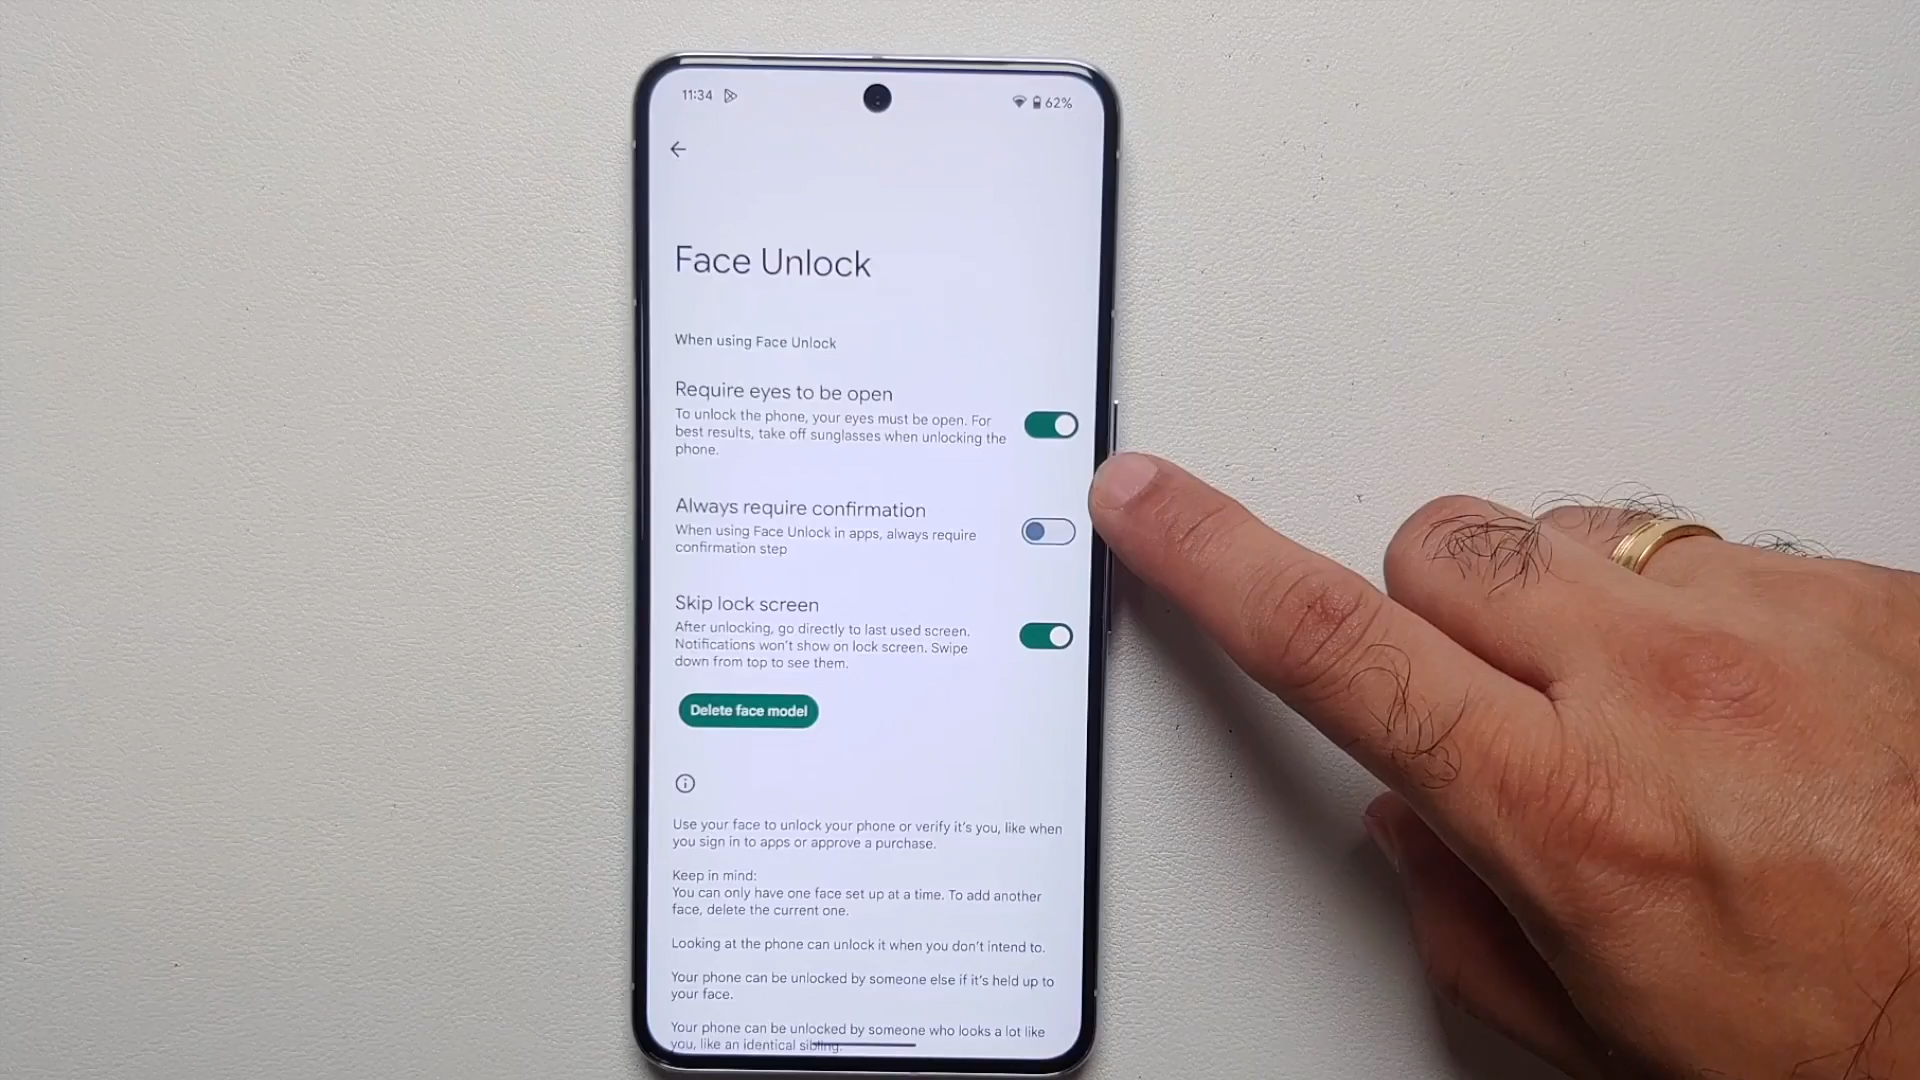 11:34
62%
Face Unlock
When using Face Unlock
Require eyes to be open
To unlock the phone, your eyes must be open. For
best results, take off sunglasses when unlocking the
phone.
Always require confirmation
When using Face Unlock in apps, always require
confirmation step
Skip lock screen
After unlocking, go directly to last used screen.
Notifications won't show on lock screen. Swipe
down from top to see them.
Delete face model
Use your face to unlock your phone or verify it's you, like when
you sign in to apps or approve a purchase.
Keep in mind:
You can only have one face set up at a time. To add another
face, delete the current one.
Looking at the phone can unlock it when you don't intend to.
Your phone can be unlocked by someone else if it's held up to
your face.
Your phone can be unlocked by someone who looks a lot like
you, like an identical sibling.